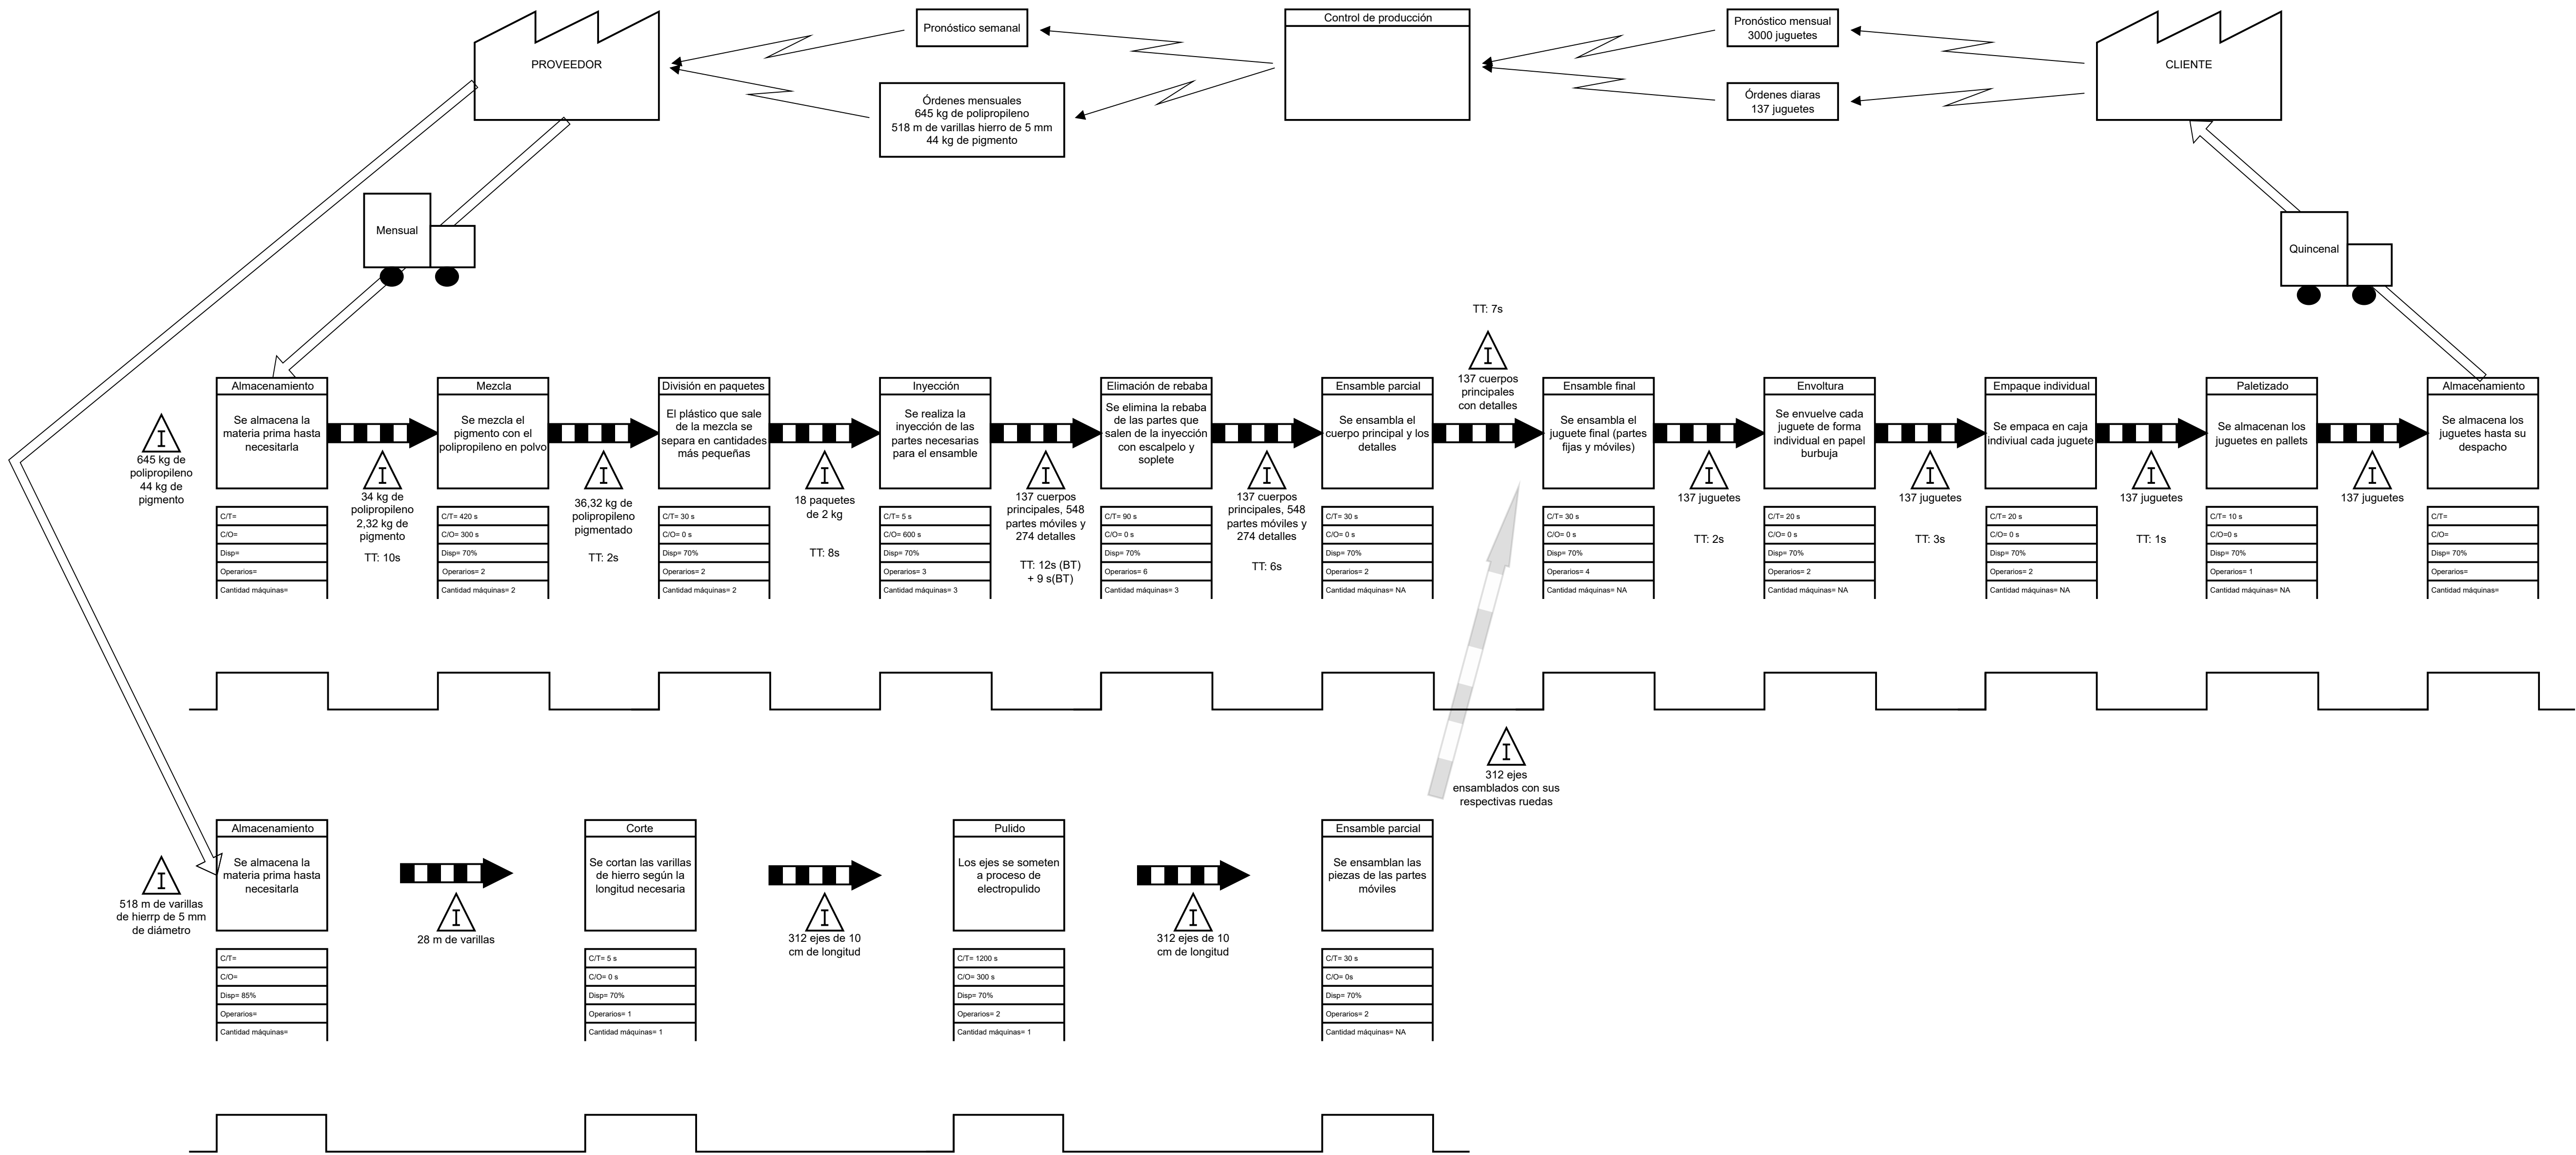 PROVEEDOR
Pronóstico semanal
Órdenes mensuales
645 kg de polipropileno
518 m de varillas hierro de 5 mm
44 kg de pigmento
Control de producción
Pronóstico mensual
3000 juguetes
Órdenes diaras
137 juguetes
CLIENTE
Mensual
Quincenal
I
645 kg de
polipropileno
44 kg de
pigmento
Almacenamiento
Se almacena la
materia prima hasta
necesitarla
C/T=
C/O=
Disp=
Operarios=
Cantidad máquinas=
I
34 kg de
polipropileno
2,32 kg de
pigmento
TT: 10s
Mezcla
Se mezcla el
pigmento con el
polipropileno en polvo
C/T= 420 s
C/O= 300 s
Disp= 70%
Operarios= 2
Cantidad máquinas= 2
I
36,32 kg de
polipropileno
pigmentado
TT: 2s
División en paquetes
El plástico que sale
de la mezcla se
separa en cantidades
más pequeñas
C/T= 30 s
C/O= 0 s
Disp= 70%
Operarios= 2
Cantidad máquinas= 2
I
18 paquetes
de 2 kg
TT: 8s
Inyección
Se realiza la
inyección de las
partes necesarias
para el ensamble
C/T= 5 s
C/O= 600 s
Disp= 70%
Operarios= 3
Cantidad máquinas= 3
I
137 cuerpos
principales, 548
partes móviles y
274 detalles
TT: 12s (BT)
+ 9 s(BT)
Elimación de rebaba
Se elimina la rebaba
de las partes que
salen de la inyección
con escalpelo y
soplete
C/T= 90 s
C/O= 0 s
Disp= 70%
Operarios= 6
Cantidad máquinas= 3
I
137 cuerpos
principales, 548
partes móviles y
274 detalles
TT: 6s
Ensamble parcial
Se ensambla el
cuerpo principal y los
detalles
C/T= 30 s
C/O= 0 s
Disp= 70%
Operarios= 2
Cantidad máquinas= NA
TT: 7s
I
137 cuerpos
principales
con detalles
Ensamble final
Se ensambla el
juguete final (partes
fijas y móviles)
C/T= 30 s
C/O= 0 s
Disp= 70%
Operarios= 4
Cantidad máquinas= NA
I
137 juguetes
TT: 2s
Envoltura
Se envuelve cada
juguete de forma
individual en papel
burbuja
C/T= 20 s
C/O= 0 s
Disp= 70%
Operarios= 2
Cantidad máquinas= NA
I
137 juguetes
TT: 3s
Empaque individual
Se empaca en caja
indiviual cada juguete
C/T= 20 s
C/O= 0 s
Disp= 70%
Operarios= 2
Cantidad máquinas= NA
I
137 juguetes
TT: 1s
Paletizado
Se almacenan los
juguetes en pallets
C/T= 10 s
C/O=0 s
Disp= 70%
Operarios= 1
Cantidad máquinas= NA
I
137 juguetes
Almacenamiento
Se almacena los
juguetes hasta su
despacho
C/T=
C/O=
Disp= 70%
Operarios=
Cantidad máquinas=
I
312 ejes
ensamblados con sus
respectivas ruedas
I
518 m de varillas
de hierrp de 5 mm
de diámetro
Almacenamiento
Se almacena la
materia prima hasta
necesitarla
C/T=
C/O=
Disp= 85%
Operarios=
Cantidad máquinas=
I
28 m de varillas
Corte
Se cortan las varillas
de hierro según la
longitud necesaria
C/T= 5 s
C/O= 0 s
Disp= 70%
Operarios= 1
Cantidad máquinas= 1
I
312 ejes de 10
cm de longitud
Pulido
Los ejes se someten
a proceso de
electropulido
C/T= 1200 s
C/O= 300 s
Disp= 70%
Operarios= 2
Cantidad máquinas= 1
I
312 ejes de 10
cm de longitud
Ensamble parcial
Se ensamblan las
piezas de las partes
móviles
C/T= 30 s
C/O= 0s
Disp= 70%
Operarios= 2
Cantidad máquinas= NA